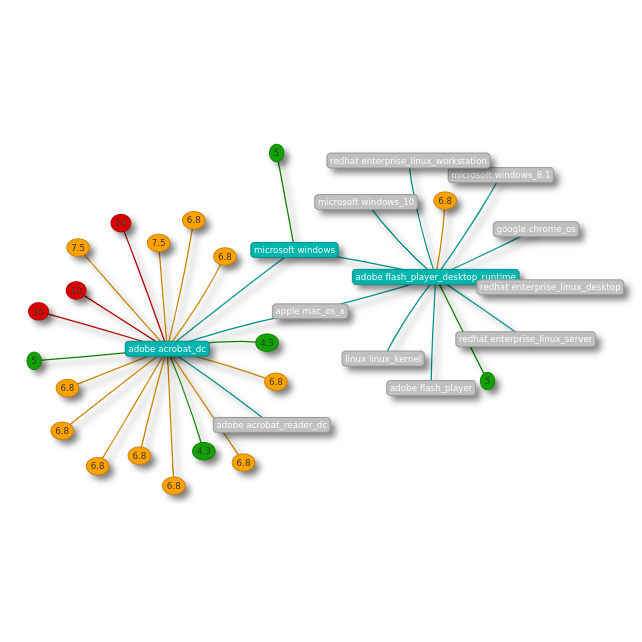 5
redhat enterprise_linux_workstation
microsoft windows_8.1
microsoft windows_10
6.8
10
6.8
google chrome_os
7.5
7.5
microsoft windows
6.8
adobe flash_player_desktop_runtime
redhat enterprise_linux_desktop
10
10
apple mac_os_x
redhat enterprise_linux_server
4.3
adobe acrobat_dc
5
linux linux_kernel
6.8
6.8
5
adobe flash_player
adobe acrobat_reader_dc
6.8
4.3
6.8
6.8
6.8
6.8